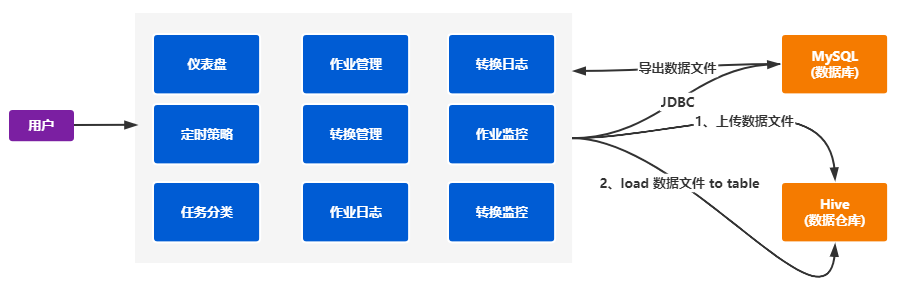 用户
仪表盘
作业管理
转换日志
定时策略
转换管理
作业监控
任务分类
作业日志
转换监控
导出数据文件
JDBC
1、上传数据文件
2、load 数据文件 to table
MySQL
(数据库)
Hive
(数据仓库)